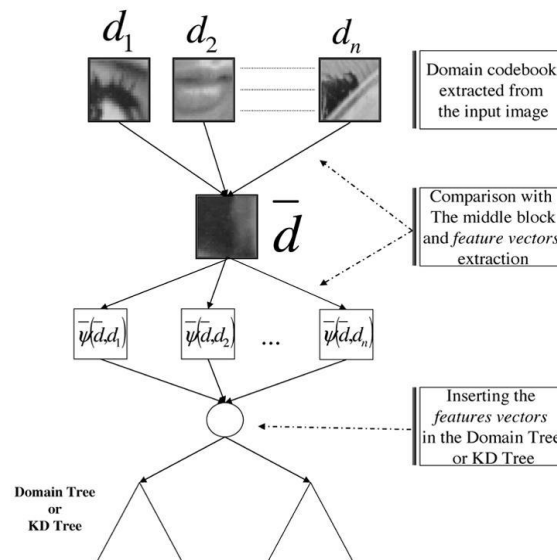 d1 d2 dn
Domain codebook
extracted from
the input image
d̅
Comparison with
The middle block
and feature vectors
extraction
ψ̅(d̅,d1) ψ̅(d̅,d2) ... ψ̅(d̅,dn)
Inserting the
features vectors
in the Domain Tree
or KD Tree
Domain Tree
or
KD Tree